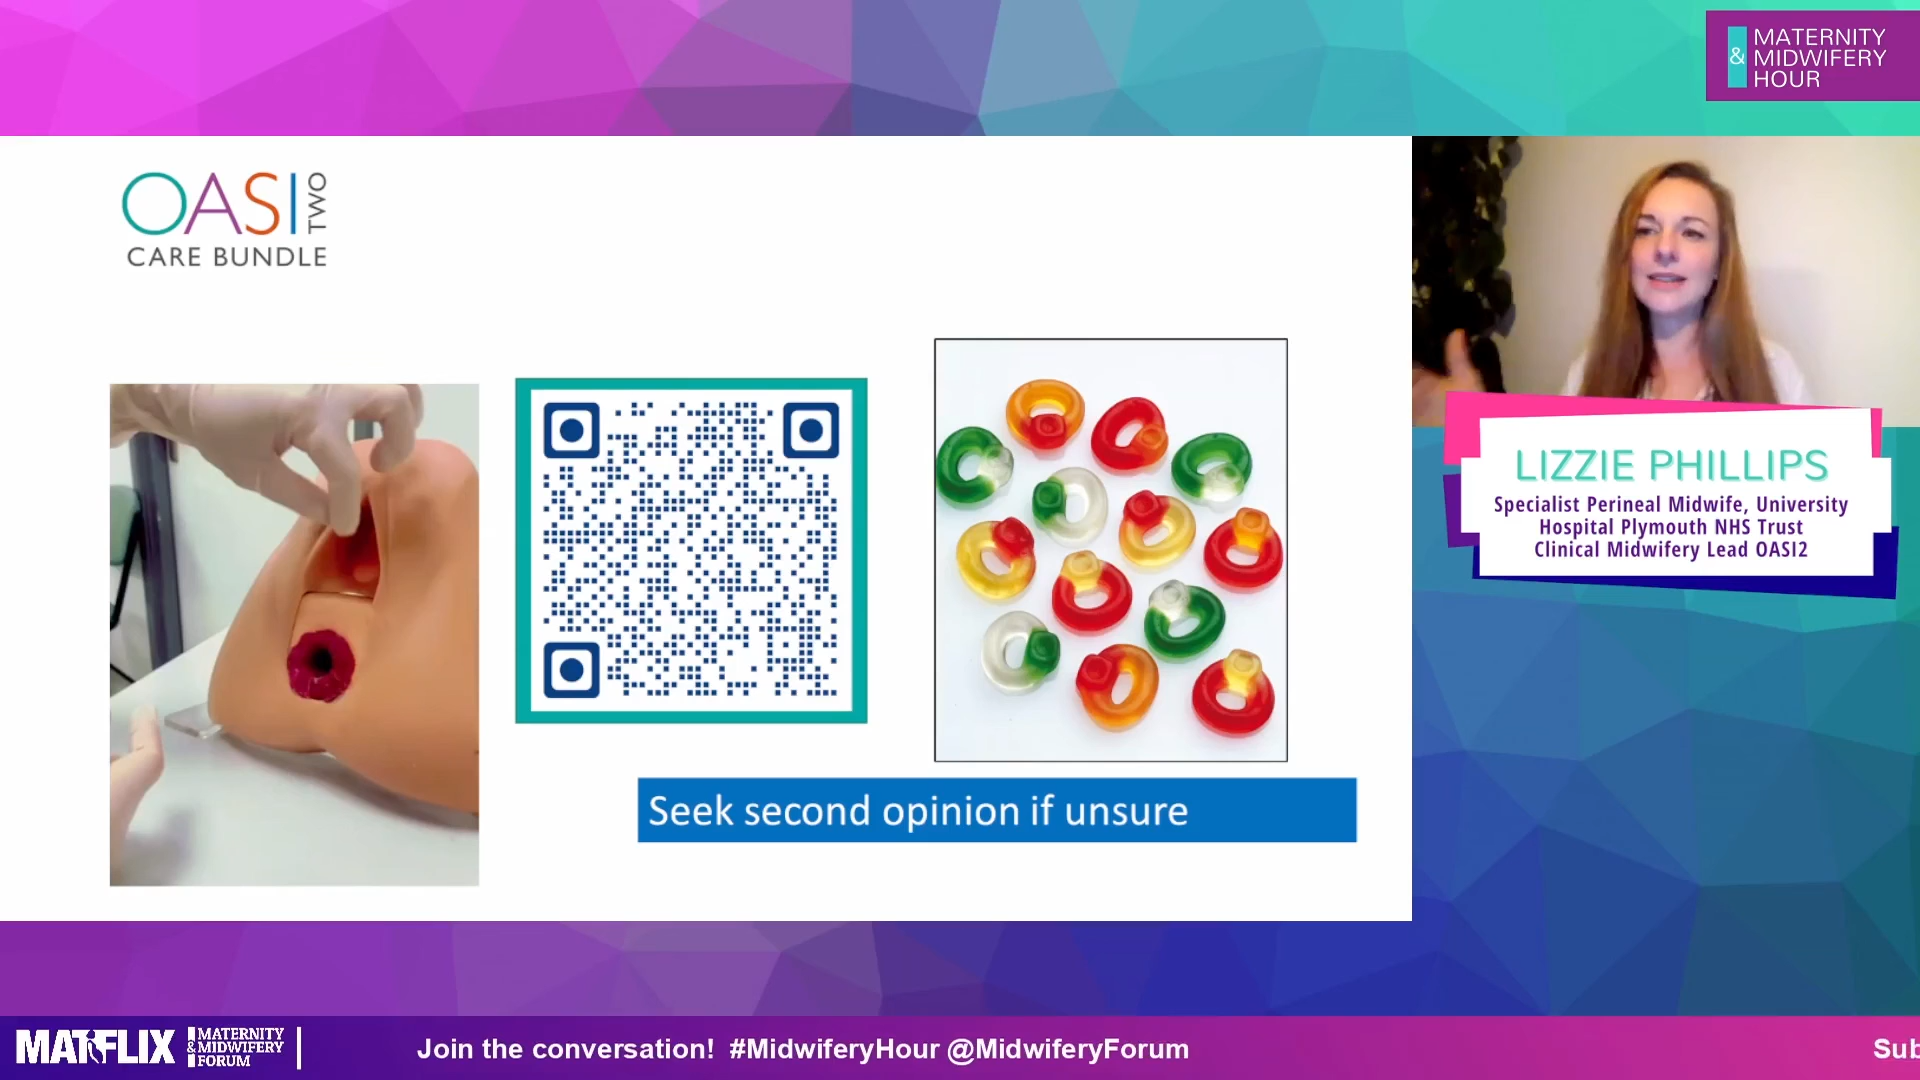 MATERNITY
& MIDWIFERY
HOUR
OASI TWO
CARE BUNDLE
Seek second opinion if unsure
LIZZIE PHILLIPS
Specialist Perineal Midwife, University
Hospital Plymouth NHS Trust
Clinical Midwifery Lead OASI2
MATFLIX
MATERNITY
& MIDWIFERY
FORUM
Join the conversation! #MidwiferyHour @MidwiferyForum
Sub